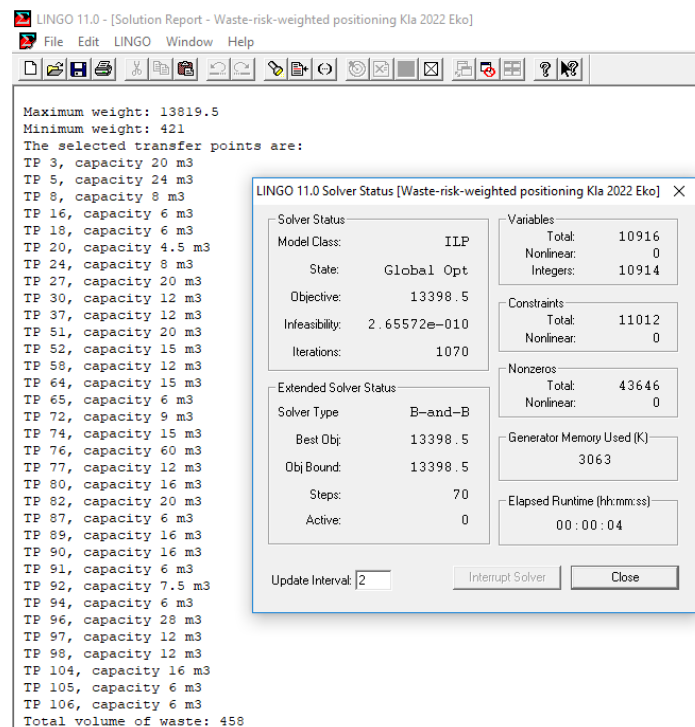 LINGO 11.0 - [Solution Report - Waste-risk-weighted positioning Kla 2022 Eko]
File Edit LINGO Window Help
Maximum weight: 13819.5
Minimum weight: 421
The selected transfer points are:
TP 3, capacity 20 m3
TP 5, capacity 24 m3
TP 8, capacity 8 m3
TP 16, capacity 6 m3
TP 18, capacity 6 m3
TP 20, capacity 4.5 m3
TP 24, capacity 8 m3
TP 27, capacity 20 m3
TP 30, capacity 12 m3
TP 37, capacity 12 m3
TP 51, capacity 20 m3
TP 52, capacity 15 m3
TP 58, capacity 12 m3
TP 64, capacity 15 m3
TP 65, capacity 6 m3
TP 72, capacity 9 m3
TP 74, capacity 15 m3
TP 76, capacity 60 m3
TP 77, capacity 12 m3
TP 80, capacity 16 m3
TP 82, capacity 20 m3
TP 87, capacity 6 m3
TP 89, capacity 16 m3
TP 90, capacity 16 m3
TP 91, capacity 6 m3
TP 92, capacity 7.5 m3
TP 94, capacity 6 m3
TP 96, capacity 28 m3
TP 97, capacity 12 m3
TP 98, capacity 12 m3
TP 104, capacity 16 m3
TP 105, capacity 6 m3
TP 106, capacity 6 m3
Total volume of waste: 458
LINGO 11.0 Solver Status [Waste-risk-weighted positioning Kla 2022 Eko]
Solver Status
Model Class: ILP
State: Global Opt
Objective: 13398.5
Infeasibility: 2.65572e-010
Iterations: 1070
Extended Solver Status
Solver Type B-and-B
Best Obj: 13398.5
Obj Bound: 13398.5
Steps: 70
Active: 0
Variables
Total: 10916
Nonlinear: 0
Integers: 10914
Constraints
Total: 11012
Nonlinear: 0
Nonzeros
Total: 43646
Nonlinear: 0
Generator Memory Used (K)
3063
Elapsed Runtime (hh:mm:ss)
00:00:04
Update Interval: 2
Interrupt Solver
Close